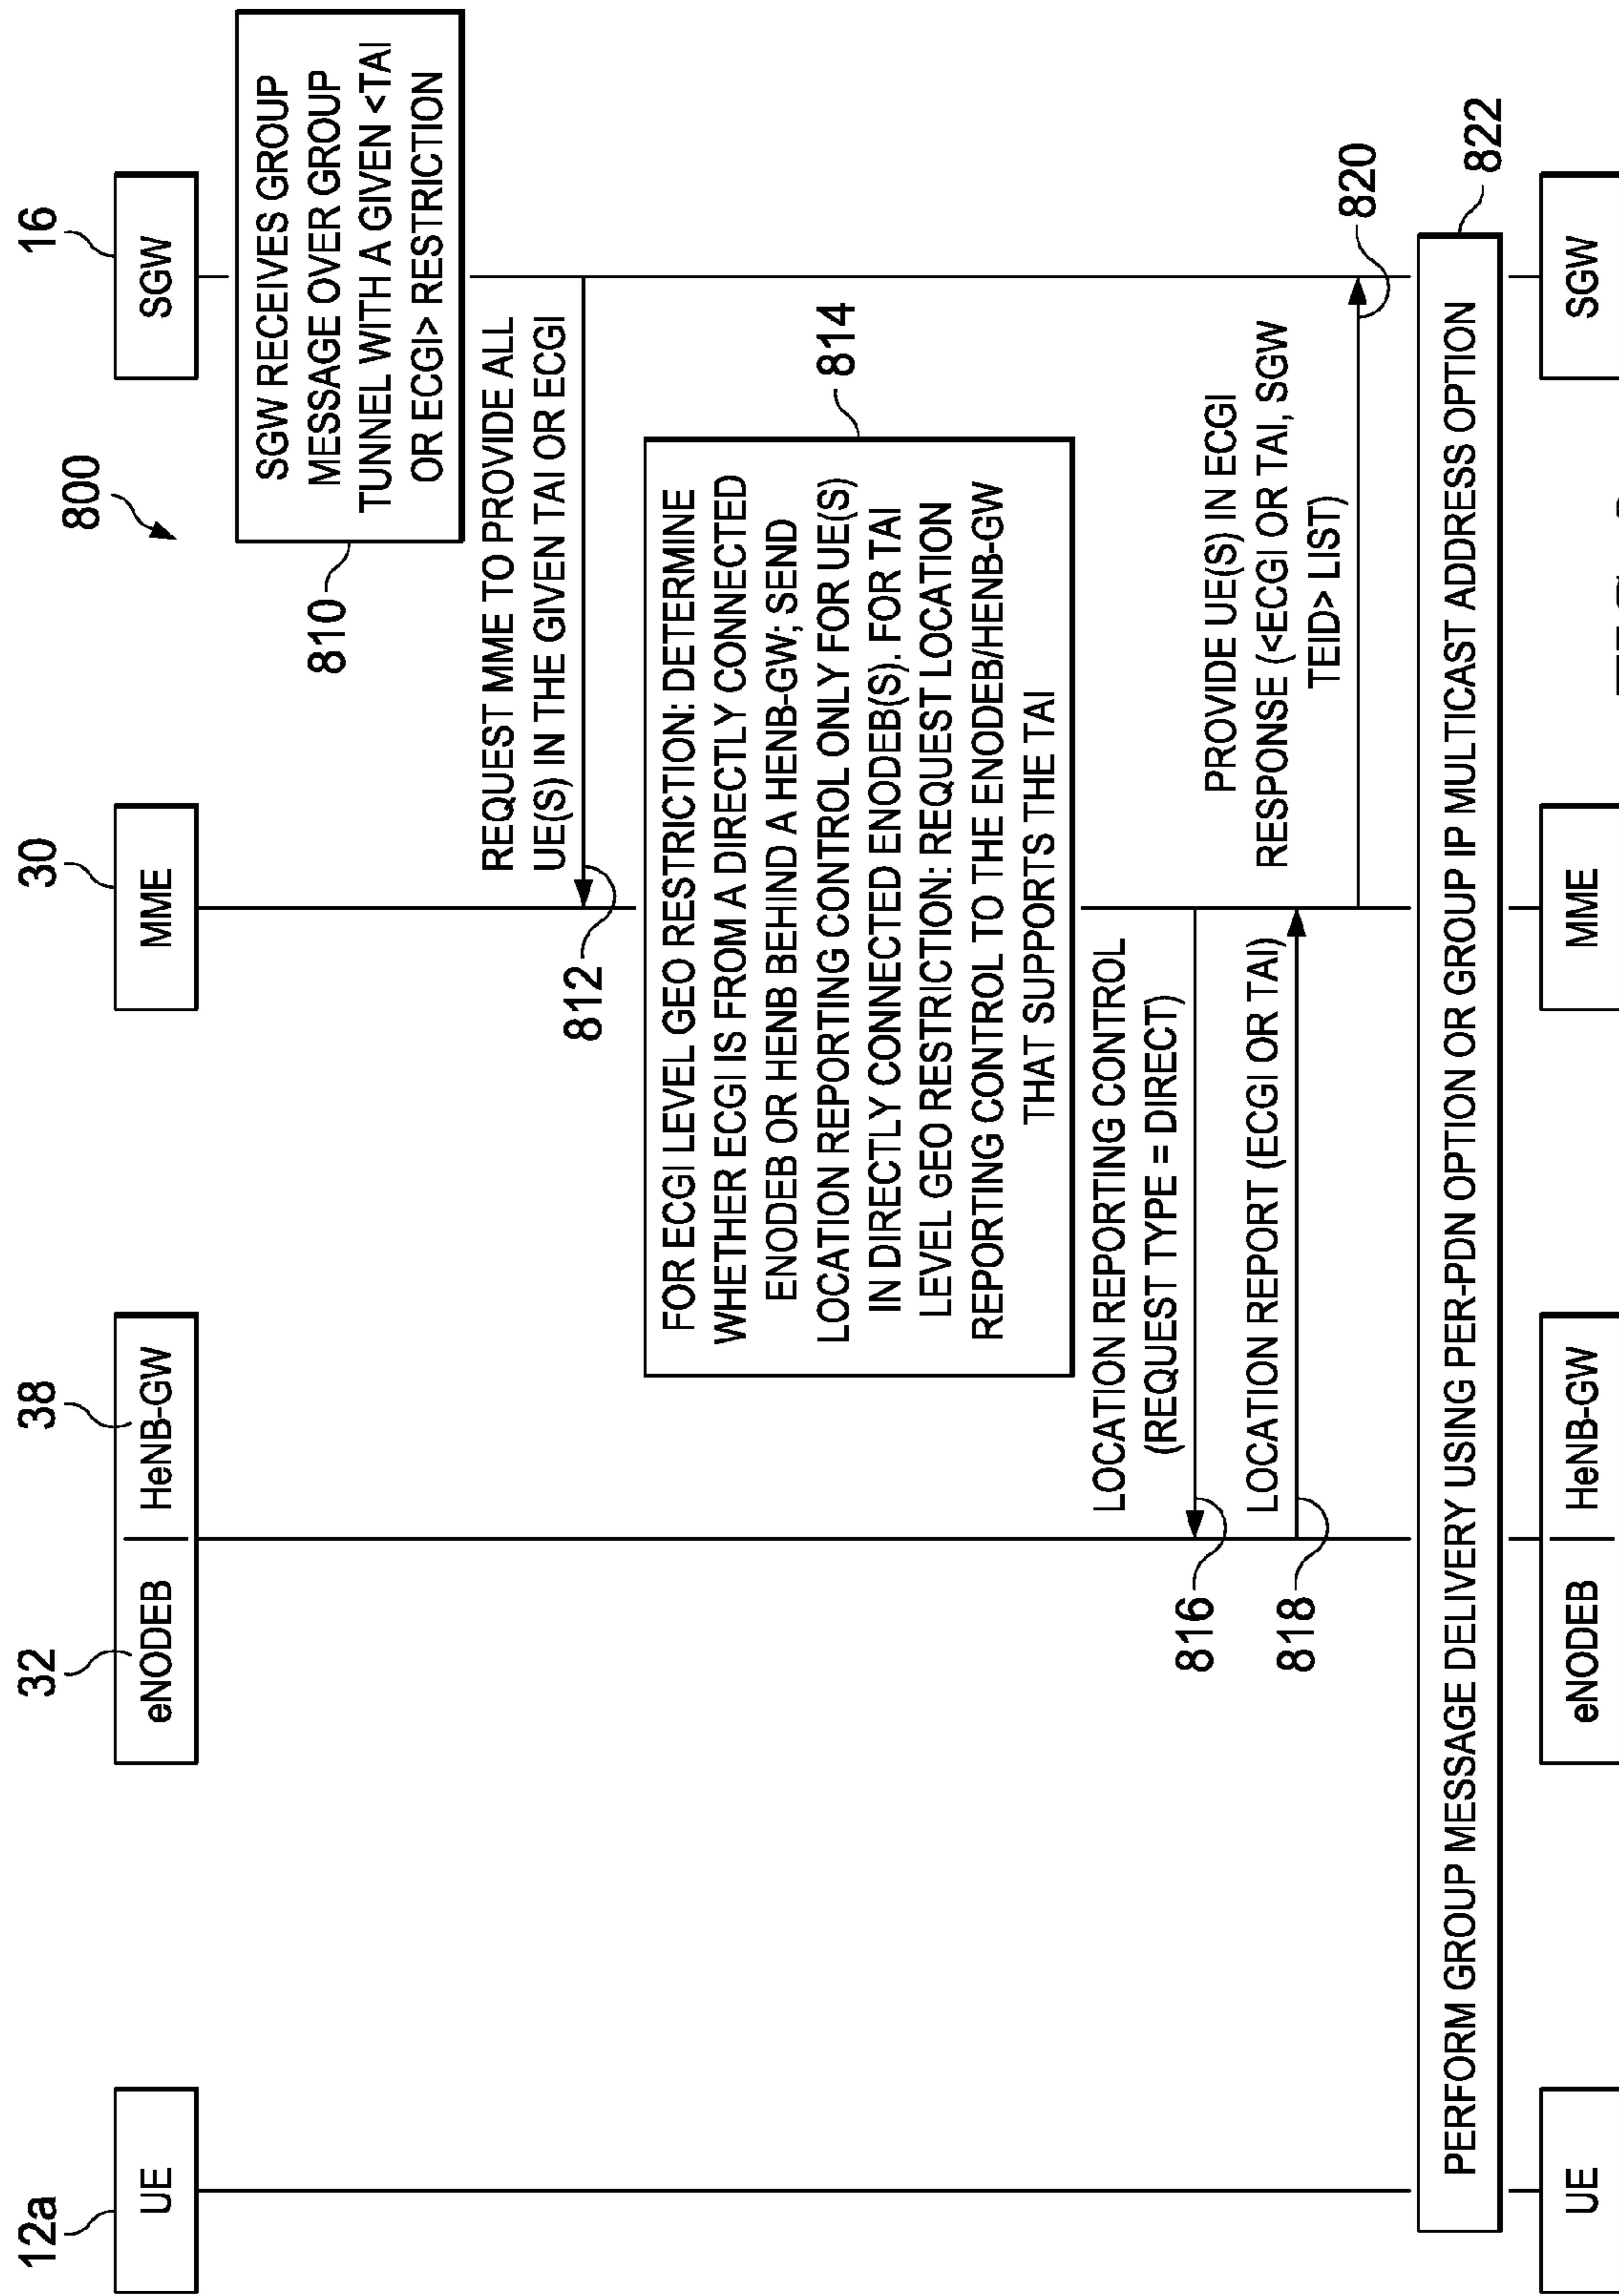 800
12a
32
38
30
16
UE
eNODEB
HeNB-GW
MME
SGW
SGW RECEIVES GROUP
MESSAGE OVER GROUP
TUNNEL WITH A GIVEN <TAI
OR ECGI> RESTRICTION
810
REQUEST MME TO PROVIDE ALL
UE(S) IN THE GIVEN TAI OR ECGI
812
FOR ECGI LEVEL GEO RESTRICTION: DETERMINE
WHETHER ECGI IS FROM A DIRECTLY CONNECTED
ENODEB OR HENB BEHIND A HENB-GW; SEND
LOCATION REPORTING CONTROL ONLY FOR UE(S)
IN DIRECTLY CONNECTED ENODEB(S). FOR TAI
LEVEL GEO RESTRICTION: REQUEST LOCATION
REPORTING CONTROL TO THE ENODEB/HENB-GW
THAT SUPPORTS THE TAI
814
LOCATION REPORTING CONTROL
(REQUEST TYPE = DIRECT)
816
LOCATION REPORT (ECGI OR TAI)
818
PROVIDE UE(S) IN ECGI
RESPONSE (<ECGI OR TAI, SGW
TEID> LIST)
820
PERFORM GROUP MESSAGE DELIVERY USING PER-PDN OPTION OR GROUP IP MULTICAST ADDRESS OPTION
822
UE
eNODEB
HeNB-GW
MME
SGW